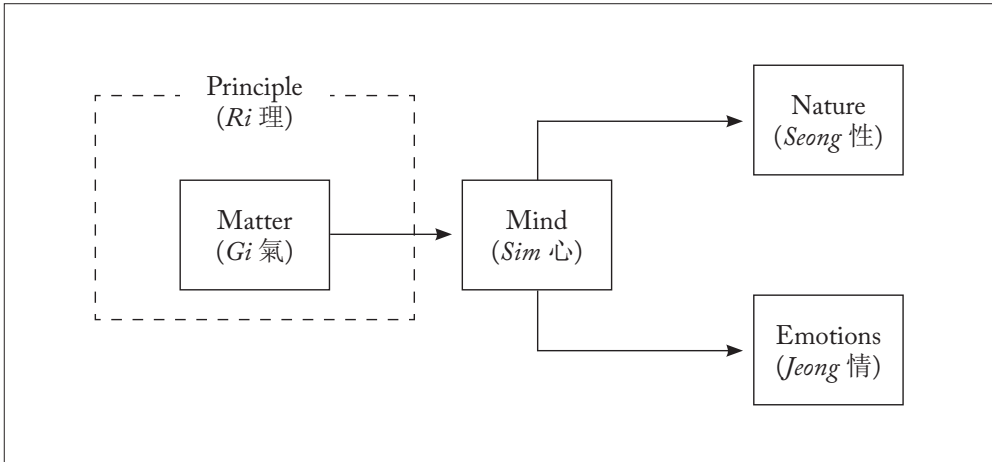 Principle
(Ri 理)
Matter
(Gi 氣)
Mind
(Sim 心)
Nature
(Seong 性)
Emotions
(Jeong 情)